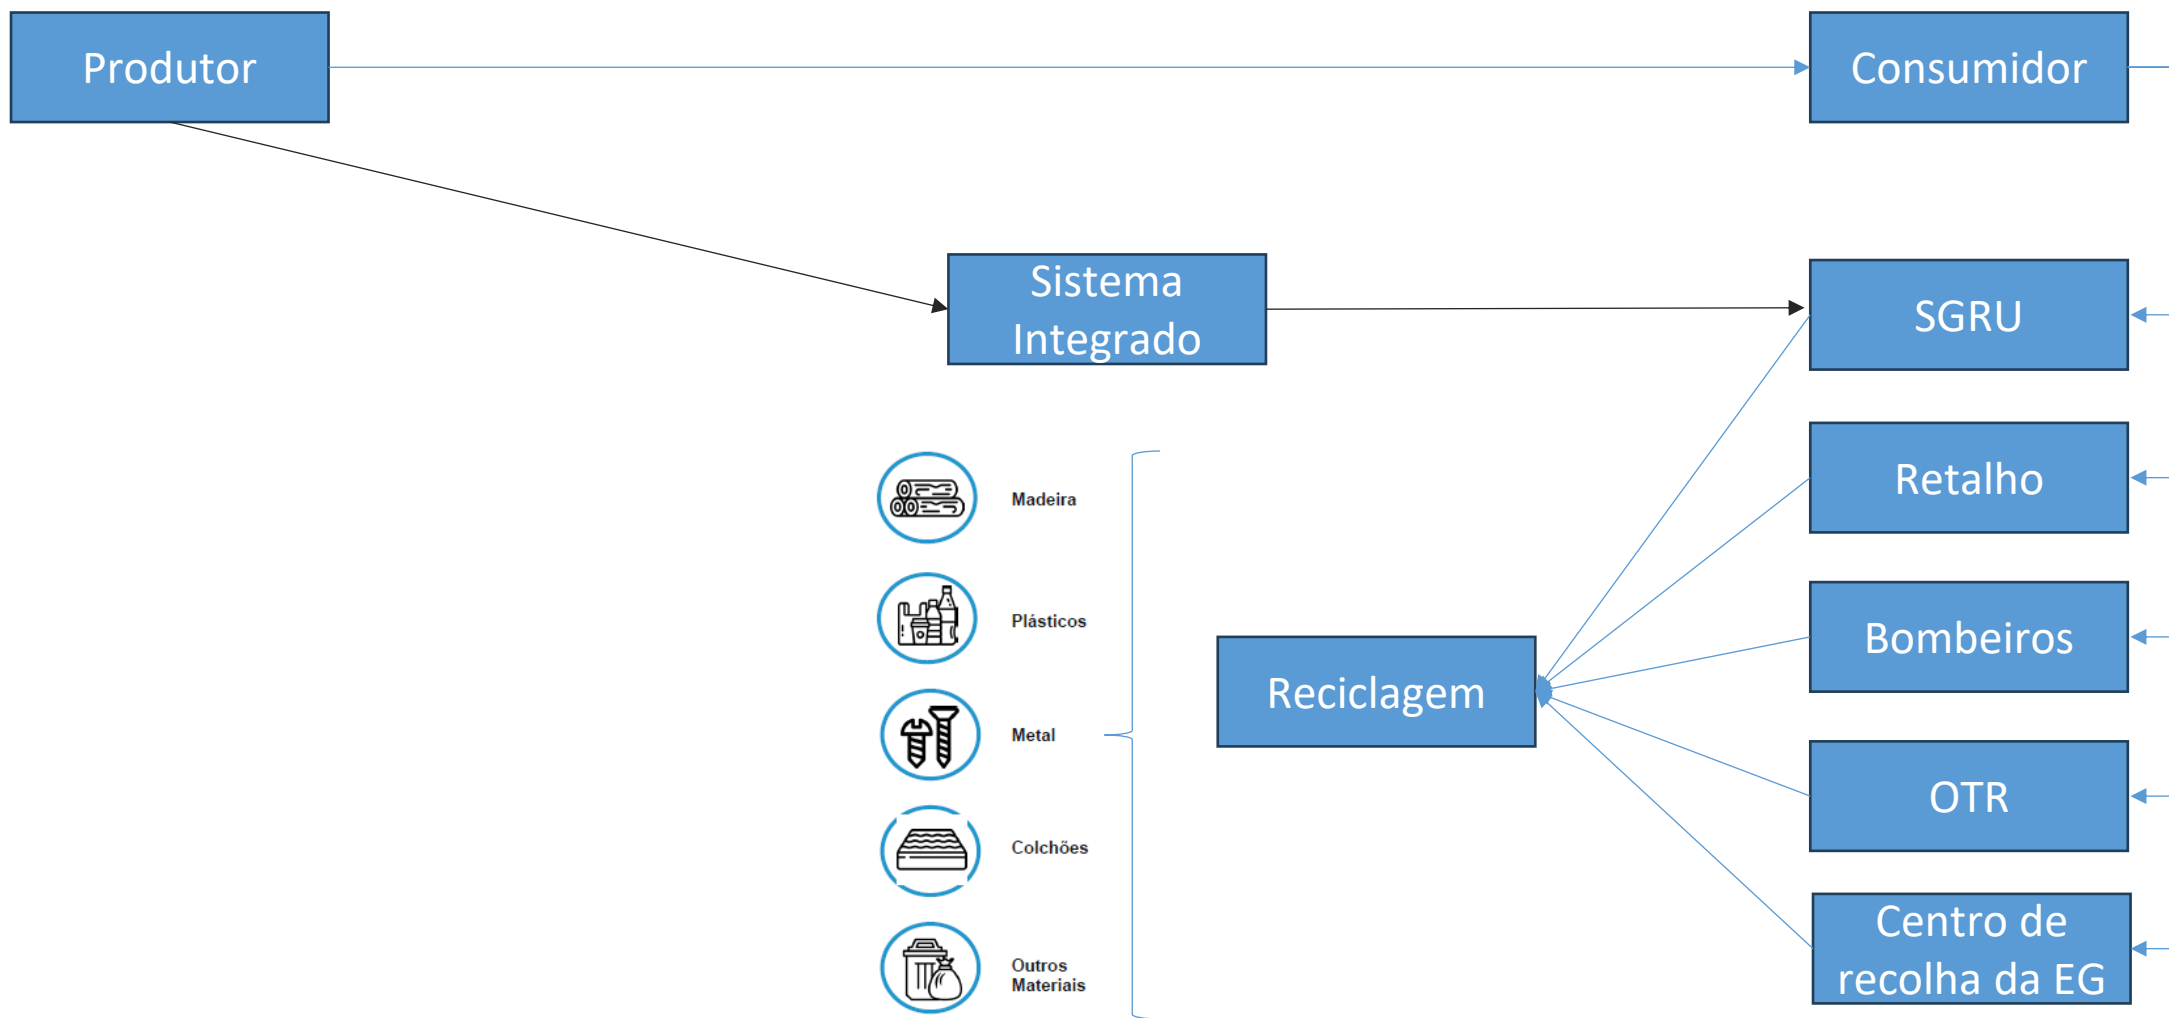 Produtor
Consumidor
Sistema
Integrado
SGRU
Retalho
Madeira
Plásticos
Bombeiros
Reciclagem
Metal
OTR
Colchões
Centro de
recolha da EG
Outros
Materiais